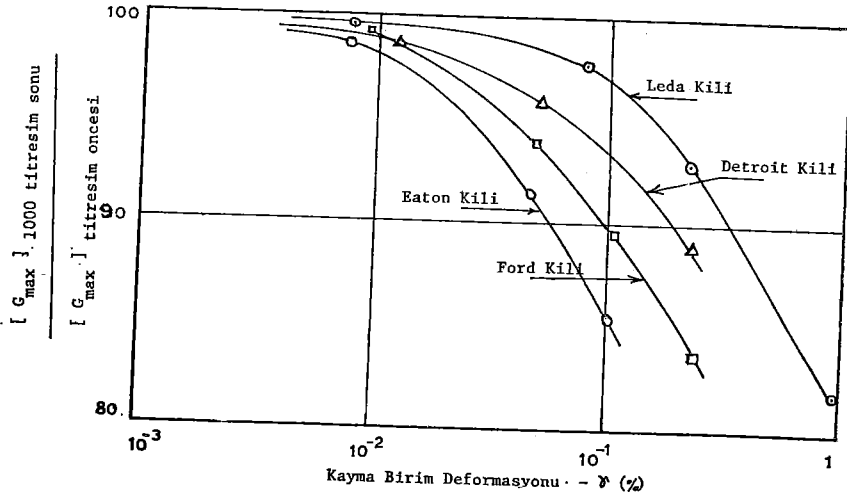 100
90
80.
[ G max ] .1000 titresim sonu
[ G max ] titresim oncesi
Leda Kili
Detroit Kili
Eaton Kili
Ford Kili
10-3
10-2
10-1
1
Kayma Birim Deformasyonu - γ (%)